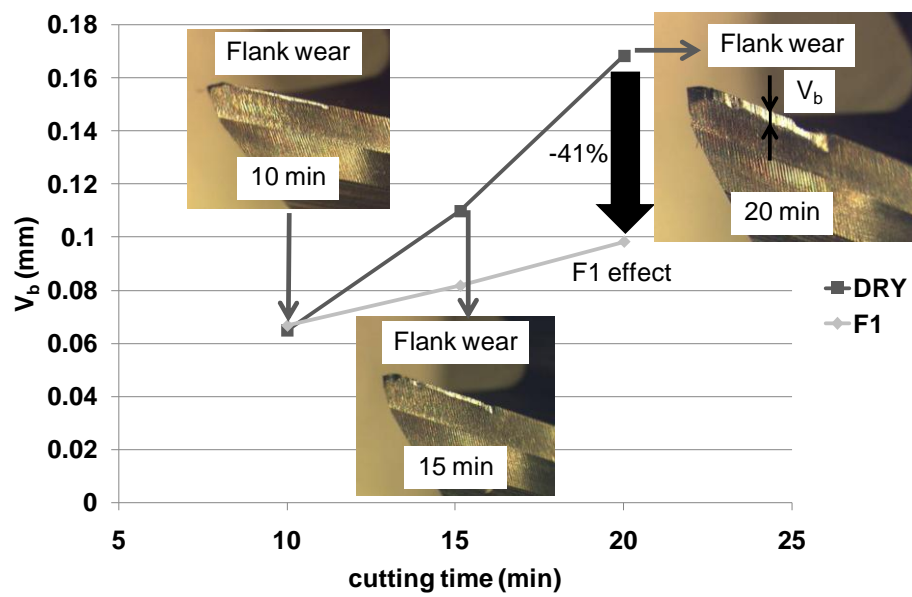 0.18
0.16
0.14
0.12
0.1
0.08
0.06
0.04
0.02
0
V_b (mm)
5
10
15
20
25
cutting time (min)
Flank wear
10 min
Flank wear
15 min
Flank wear
V_b
20 min
-41%
F1 effect
DRY
F1